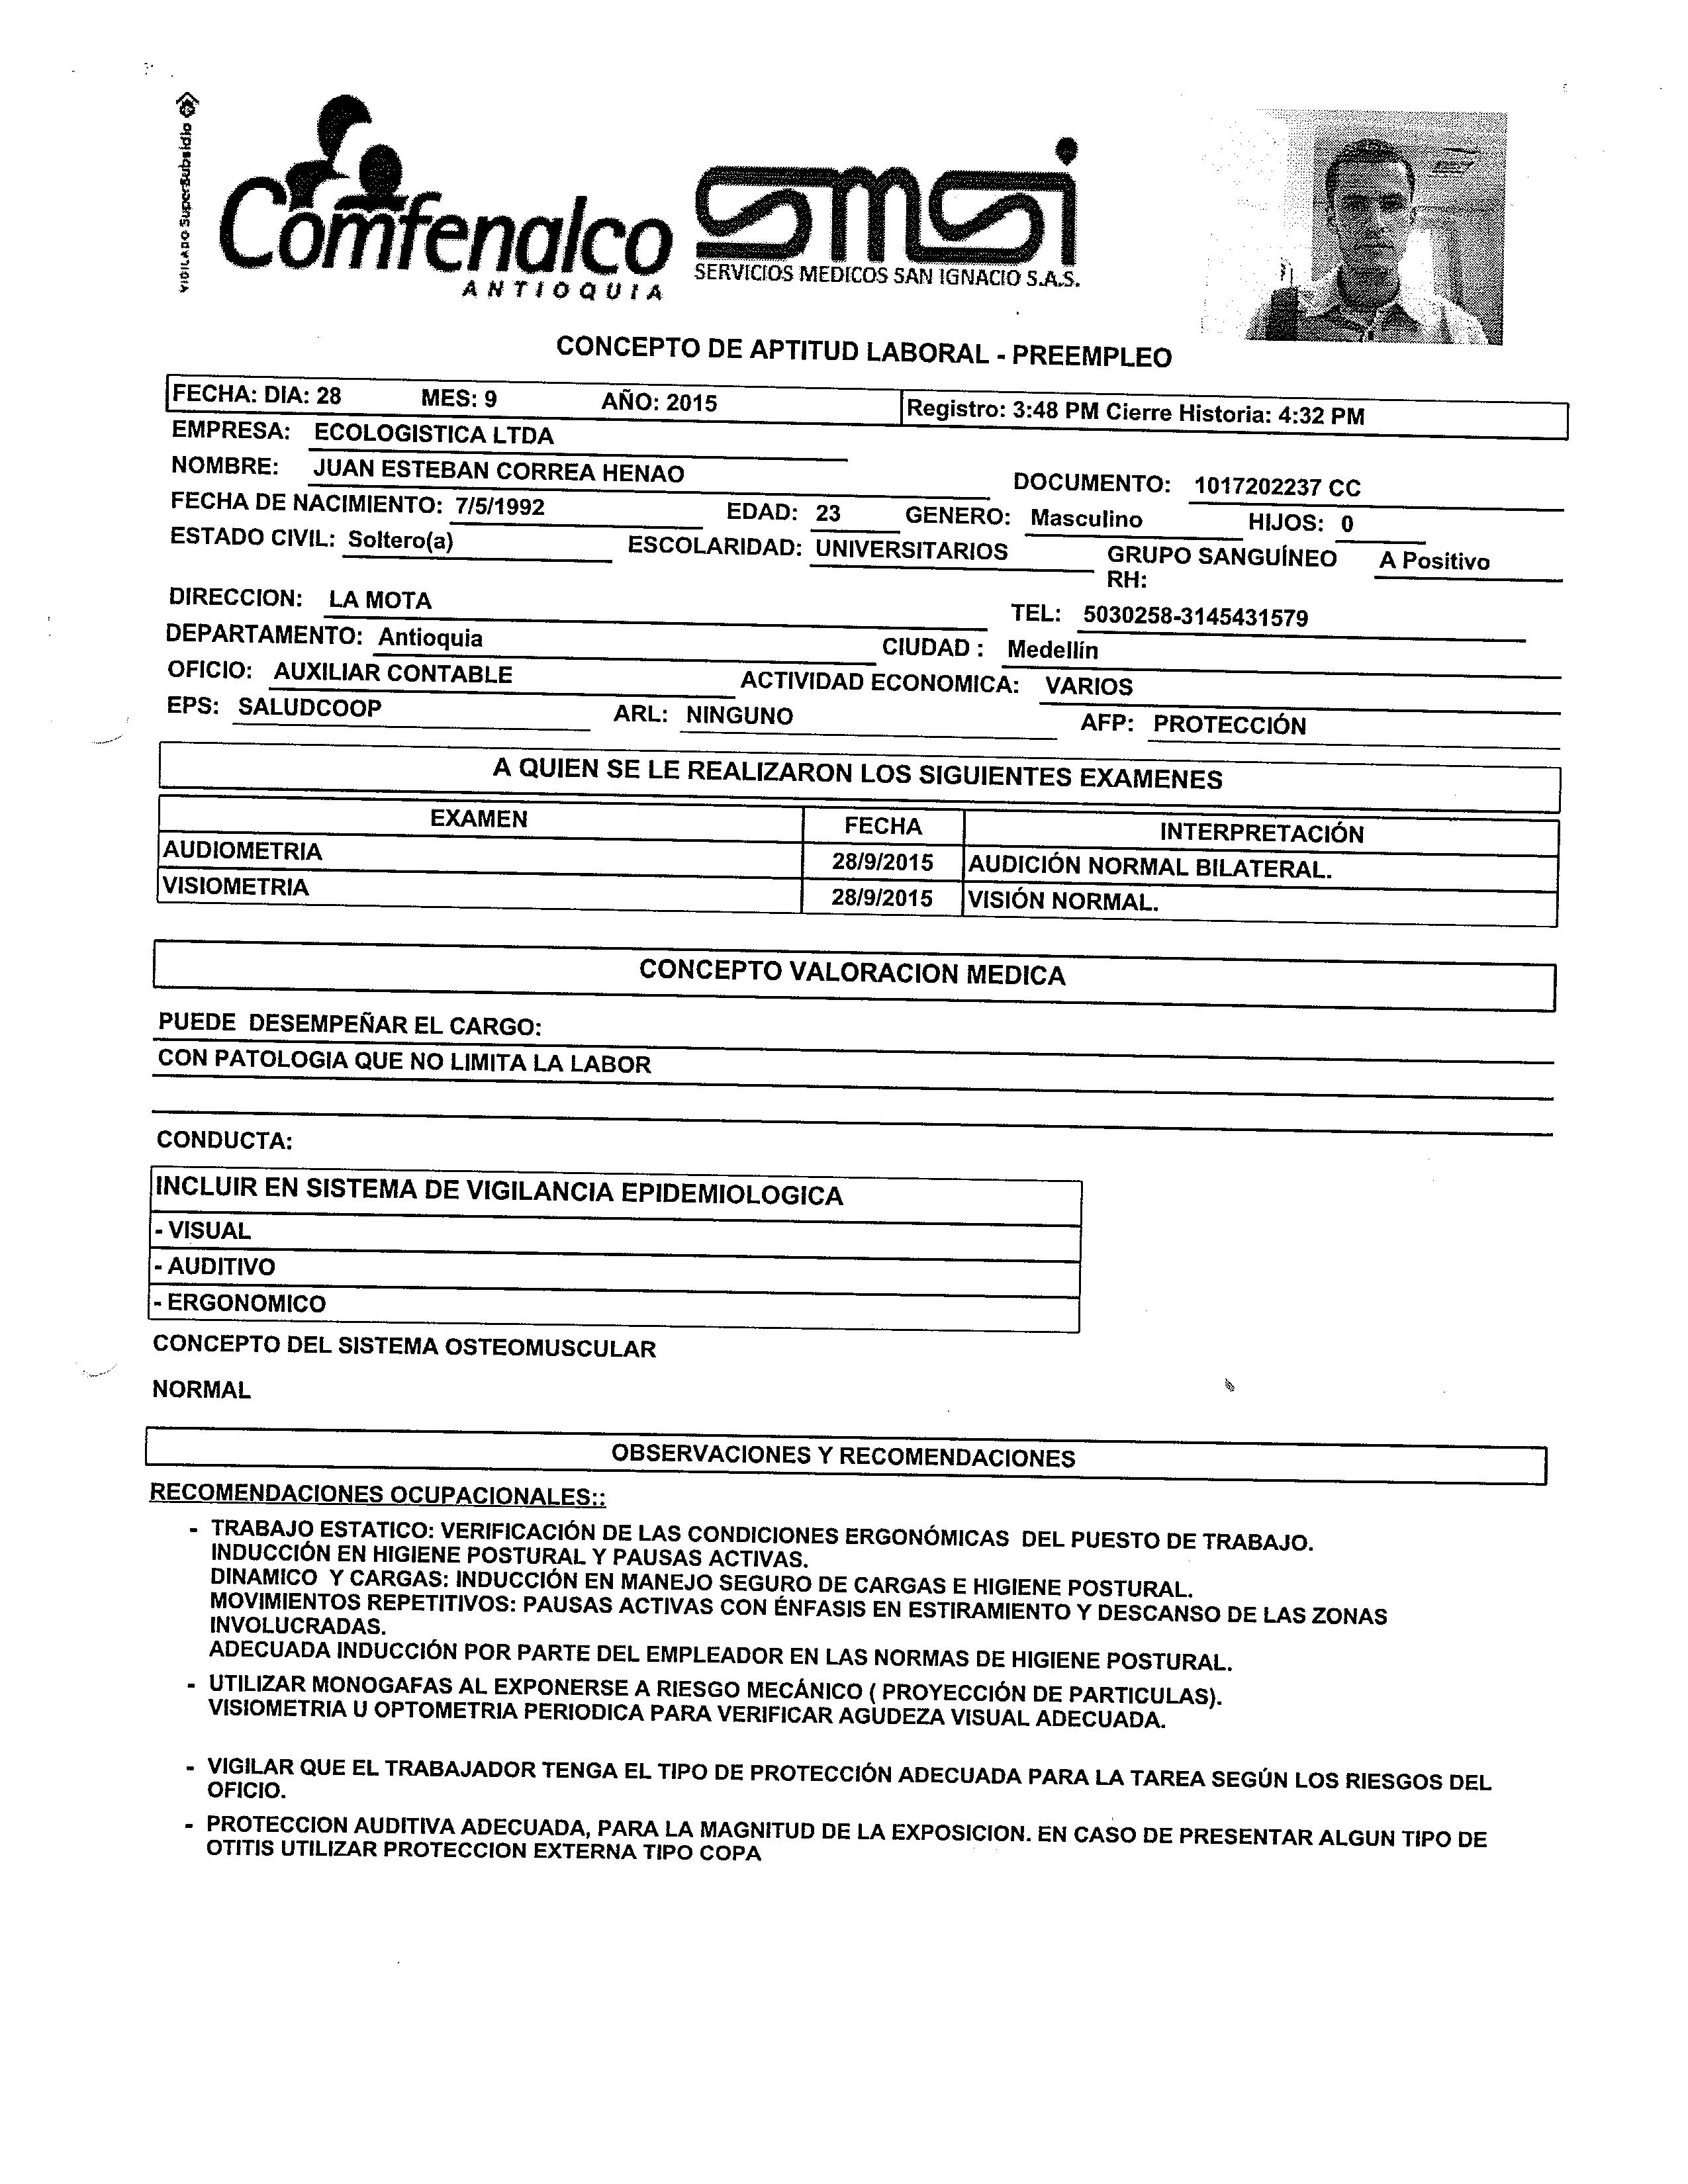 VIGILADO SuperSubsidio
Comfenalco
ANTIOQUIA
smsi
SERVICIOS MEDICOS SAN IGNACIO S.A.S.
CONCEPTO DE APTITUD LABORAL - PREEMPLEO
FECHA: DIA: 28 MES: 9 AÑO: 2015 Registro: 3:48 PM Cierre Historia: 4:32 PM
EMPRESA: ECOLOGISTICA LTDA
NOMBRE: JUAN ESTEBAN CORREA HENAO DOCUMENTO: 1017202237 CC
FECHA DE NACIMIENTO: 7/5/1992 EDAD: 23 GENERO: Masculino HIJOS: 0
ESTADO CIVIL: Soltero(a) ESCOLARIDAD: UNIVERSITARIOS GRUPO SANGUÍNEO A Positivo
RH:
DIRECCION: LA MOTA TEL: 5030258-3145431579
DEPARTAMENTO: Antioquia CIUDAD : Medellín
OFICIO: AUXILIAR CONTABLE ACTIVIDAD ECONOMICA: VARIOS
EPS: SALUDCOOP ARL: NINGUNO AFP: PROTECCIÓN
A QUIEN SE LE REALIZARON LOS SIGUIENTES EXAMENES
EXAMEN FECHA INTERPRETACIÓN
AUDIOMETRIA 28/9/2015 AUDICIÓN NORMAL BILATERAL.
VISIOMETRIA 28/9/2015 VISIÓN NORMAL.
CONCEPTO VALORACION MEDICA
PUEDE DESEMPEÑAR EL CARGO:
CON PATOLOGIA QUE NO LIMITA LA LABOR
CONDUCTA:
INCLUIR EN SISTEMA DE VIGILANCIA EPIDEMIOLOGICA
- VISUAL
- AUDITIVO
- ERGONOMICO
CONCEPTO DEL SISTEMA OSTEOMUSCULAR
NORMAL
OBSERVACIONES Y RECOMENDACIONES
RECOMENDACIONES OCUPACIONALES::
- TRABAJO ESTATICO: VERIFICACIÓN DE LAS CONDICIONES ERGONÓMICAS DEL PUESTO DE TRABAJO.
INDUCCIÓN EN HIGIENE POSTURAL Y PAUSAS ACTIVAS.
DINAMICO Y CARGAS: INDUCCIÓN EN MANEJO SEGURO DE CARGAS E HIGIENE POSTURAL.
MOVIMIENTOS REPETITIVOS: PAUSAS ACTIVAS CON ÉNFASIS EN ESTIRAMIENTO Y DESCANSO DE LAS ZONAS
INVOLUCRADAS.
ADECUADA INDUCCIÓN POR PARTE DEL EMPLEADOR EN LAS NORMAS DE HIGIENE POSTURAL.
- UTILIZAR MONOGAFAS AL EXPONERSE A RIESGO MECÁNICO ( PROYECCIÓN DE PARTICULAS).
VISIOMETRIA U OPTOMETRIA PERIODICA PARA VERIFICAR AGUDEZA VISUAL ADECUADA.
- VIGILAR QUE EL TRABAJADOR TENGA EL TIPO DE PROTECCIÓN ADECUADA PARA LA TAREA SEGÚN LOS RIESGOS DEL
OFICIO.
- PROTECCION AUDITIVA ADECUADA, PARA LA MAGNITUD DE LA EXPOSICION. EN CASO DE PRESENTAR ALGUN TIPO DE
OTITIS UTILIZAR PROTECCION EXTERNA TIPO COPA